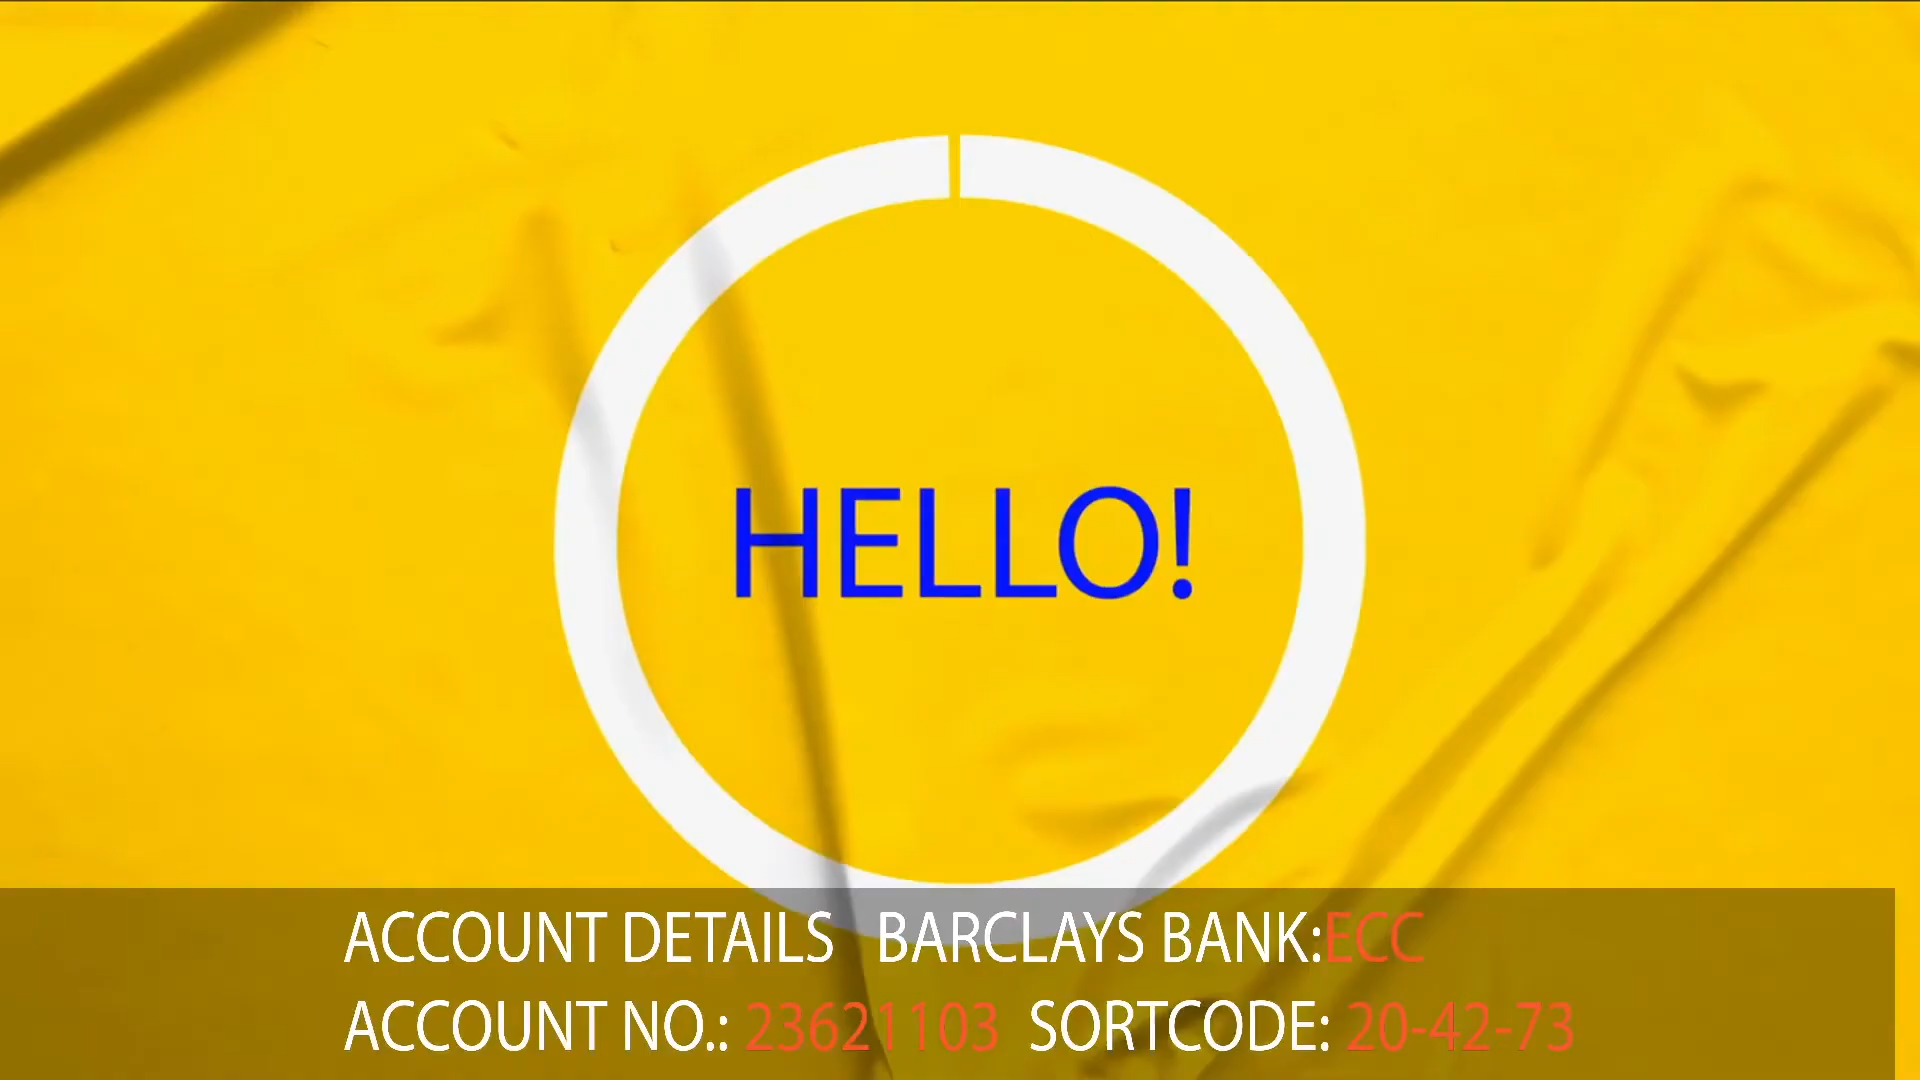 HELLO!
ACCOUNT DETAILS BARCLAYS BANK:ECC
ACCOUNT NO.: 23621103 SORTCODE: 20-42-73